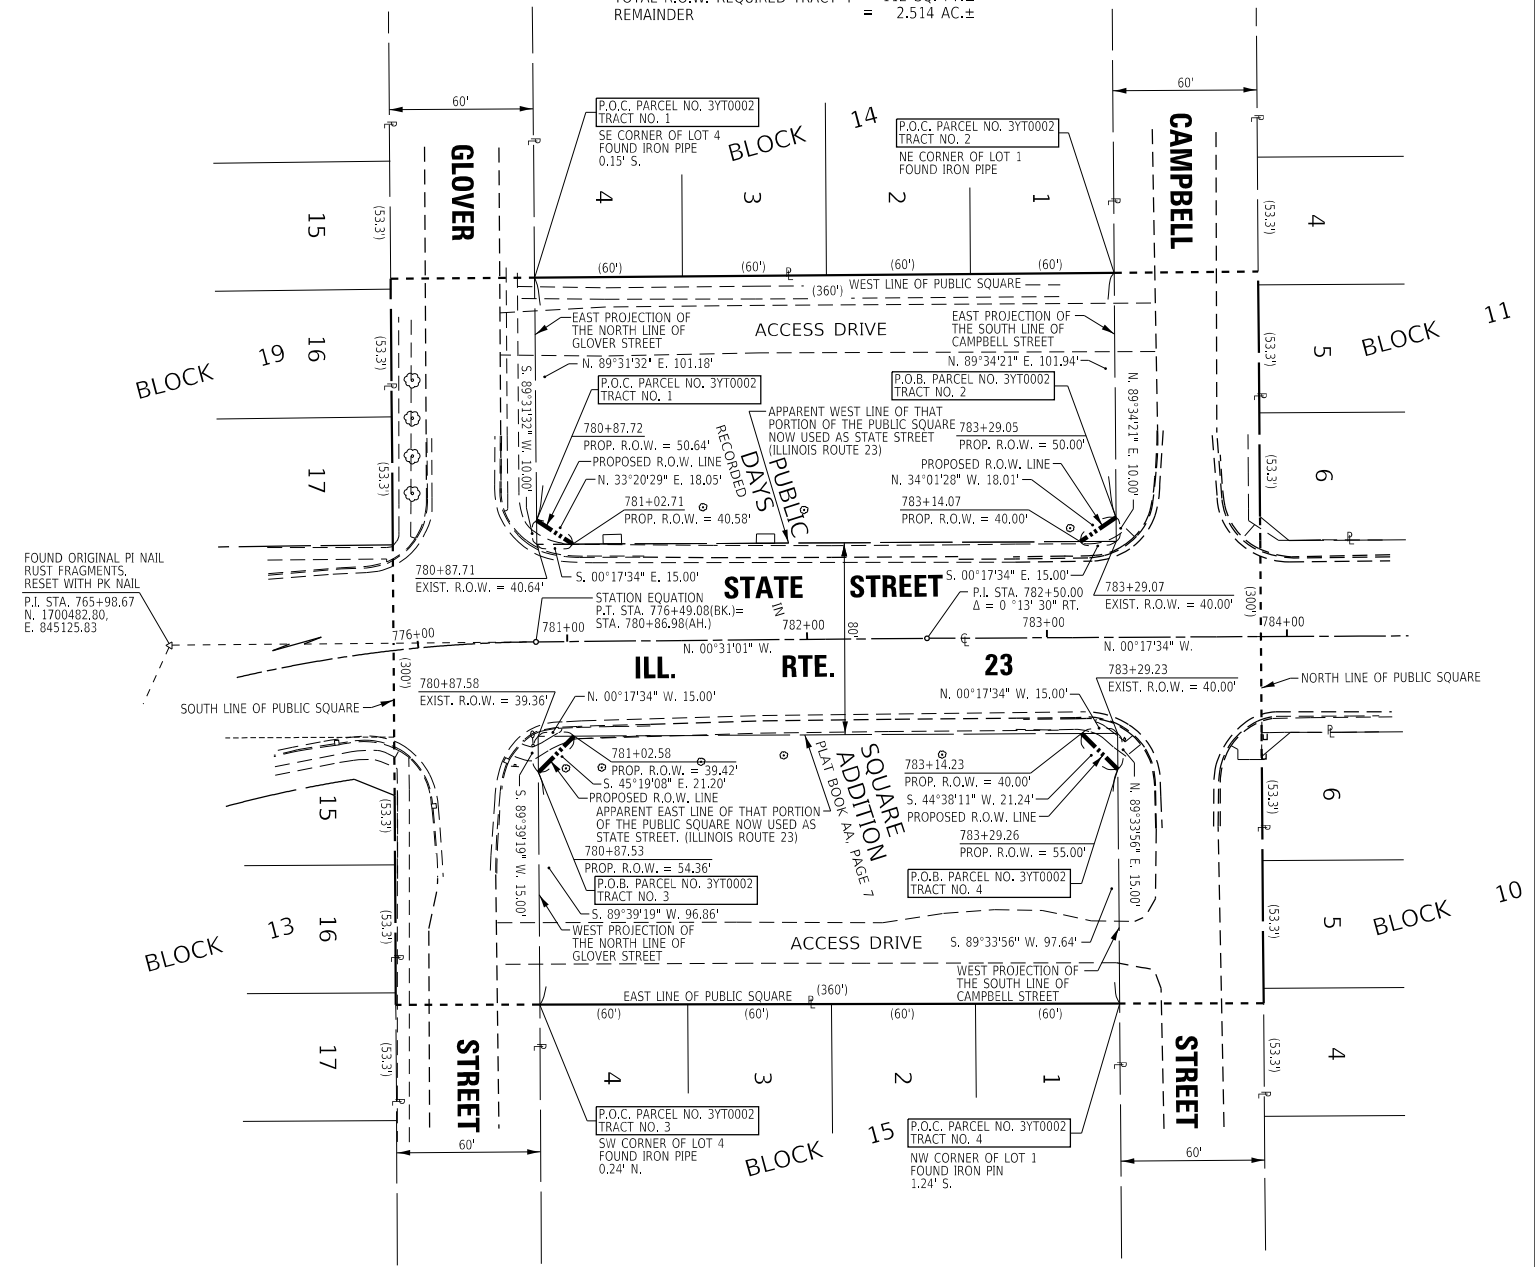 REMAINDER = 2.514 AC.±
60'
60'
P.O.C. PARCEL NO. 3YT0002
TRACT NO. 1
SE CORNER OF LOT 4
FOUND IRON PIPE
0.15' S.
BLOCK 14
P.O.C. PARCEL NO. 3YT0002
TRACT NO. 2
NE CORNER OF LOT 1
FOUND IRON PIPE
GLOVER
CAMPBELL
15
(53.3')
4
3
2
1
(53.3')
4
(60')
(60')
(60')
(60')
(360')
WEST LINE OF PUBLIC SQUARE
EAST PROJECTION OF
THE NORTH LINE OF
GLOVER STREET
ACCESS DRIVE
EAST PROJECTION OF
THE SOUTH LINE OF
CAMPBELL STREET
BLOCK 19
16
(53.3')
(53.3')
5
BLOCK 11
N. 89°31'32" E. 101.18'
N. 89°34'21" E. 101.94'
S. 89°31'32" W. 10.00'
N. 89°34'21" E. 10.00'
P.O.C. PARCEL NO. 3YT0002
TRACT NO. 1
P.O.B. PARCEL NO. 3YT0002
TRACT NO. 2
APPARENT WEST LINE OF THAT
PORTION OF THE PUBLIC SQUARE
NOW USED AS STATE STREET
(ILLINOIS ROUTE 23)
780+87.72
PROP. R.O.W. = 50.64'
PROPOSED R.O.W. LINE
N. 33°20'29" E. 18.05'
783+29.05
PROP. R.O.W. = 50.00'
PROPOSED R.O.W. LINE
N. 34°01'28" W. 18.01'
17
(53.3')
(53.3')
6
781+02.71
PROP. R.O.W. = 40.58'
RECORDED
DAYS
PUBLIC
783+14.07
PROP. R.O.W. = 40.00'
FOUND ORIGINAL PI NAIL
RUST FRAGMENTS,
RESET WITH PK NAIL
P.I. STA. 765+98.67
N. 1700482.80,
E. 845125.83
780+87.71
EXIST. R.O.W. = 40.64'
S. 00°17'34" E. 15.00'
STATE STREET
S. 00°17'34" E. 15.00'
783+29.07
EXIST. R.O.W. = 40.00'
STATION EQUATION
P.T. STA. 776+49.08(BK.)=
STA. 780+86.98(AH.)
IN
P.I. STA. 782+50.00
Δ = 0 °13' 30" RT.
80'
(300')
776+00
781+00
782+00
783+00
784+00
N. 00°31'01" W.
N. 00°17'34" W.
(300')
ILL. RTE. 23
780+87.58
EXIST. R.O.W. = 39.36'
N. 00°17'34" W. 15.00'
N. 00°17'34" W. 15.00'
783+29.23
EXIST. R.O.W. = 40.00'
SOUTH LINE OF PUBLIC SQUARE
NORTH LINE OF PUBLIC SQUARE
781+02.58
PROP. R.O.W. = 39.42'
S. 45°19'08" E. 21.20'
PROPOSED R.O.W. LINE
APPARENT EAST LINE OF THAT PORTION
OF THE PUBLIC SQUARE NOW USED AS
STATE STREET. (ILLINOIS ROUTE 23)
SQUARE
ADDITION
PLAT BOOK AA, PAGE 7
783+14.23
PROP. R.O.W. = 40.00'
S. 44°38'11" W. 21.24'
PROPOSED R.O.W. LINE
783+29.26
PROP. R.O.W. = 55.00'
15
(53.3')
(53.3')
6
S. 89°39'19" W. 15.00'
N. 89°33'56" E. 15.00'
780+87.53
PROP. R.O.W. = 54.36'
P.O.B. PARCEL NO. 3YT0002
TRACT NO. 3
P.O.B. PARCEL NO. 3YT0002
TRACT NO. 4
S. 89°39'19" W. 96.86'
BLOCK 13
16
(53.3')
(53.3')
5
BLOCK 10
WEST PROJECTION OF
THE NORTH LINE OF
GLOVER STREET
ACCESS DRIVE
S. 89°33'56" W. 97.64'
WEST PROJECTION OF
THE SOUTH LINE OF
CAMPBELL STREET
EAST LINE OF PUBLIC SQUARE
(360')
(60')
(60')
(60')
(60')
17
(53.3')
STREET
4
3
2
1
STREET
(53.3')
4
P.O.C. PARCEL NO. 3YT0002
TRACT NO. 3
SW CORNER OF LOT 4
FOUND IRON PIPE
0.24' N.
BLOCK 15
P.O.C. PARCEL NO. 3YT0002
TRACT NO. 4
NW CORNER OF LOT 1
FOUND IRON PIN
1.24' S.
60'
60'